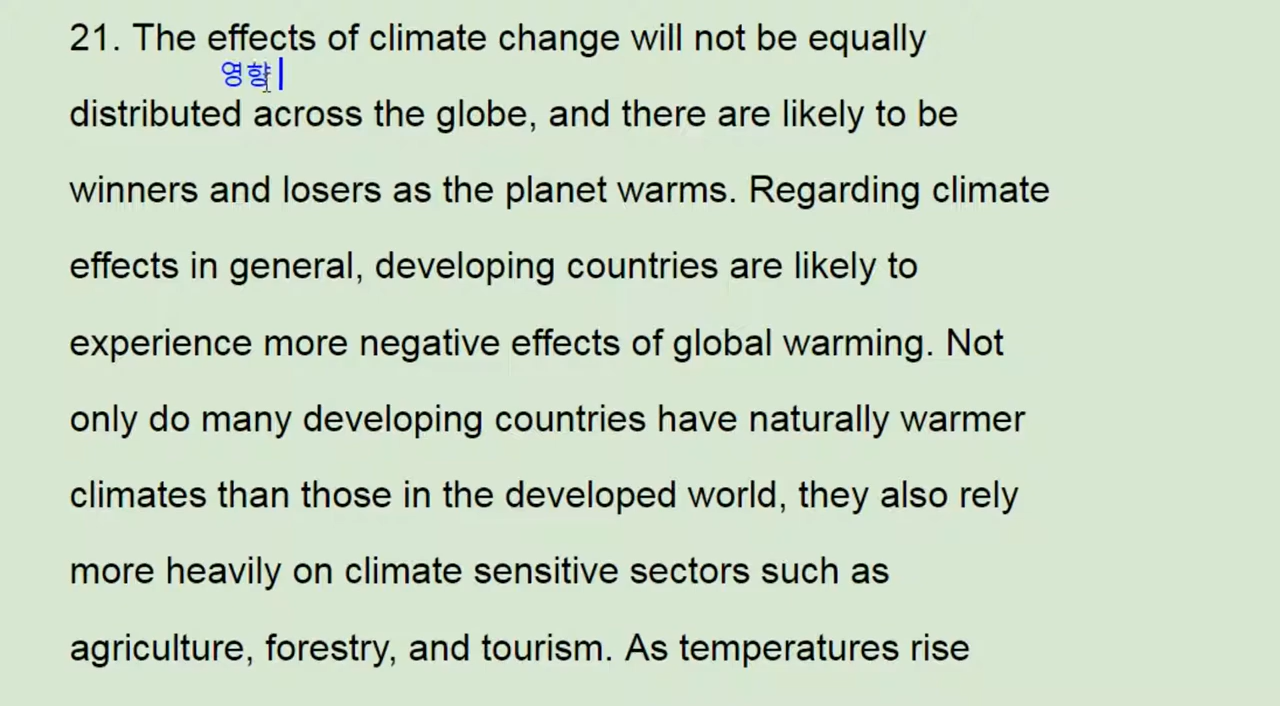 21. The effects of climate change will not be equally
영향
distributed across the globe, and there are likely to be
winners and losers as the planet warms. Regarding climate
effects in general, developing countries are likely to
experience more negative effects of global warming. Not
only do many developing countries have naturally warmer
climates than those in the developed world, they also rely
more heavily on climate sensitive sectors such as
agriculture, forestry, and tourism. As temperatures rise